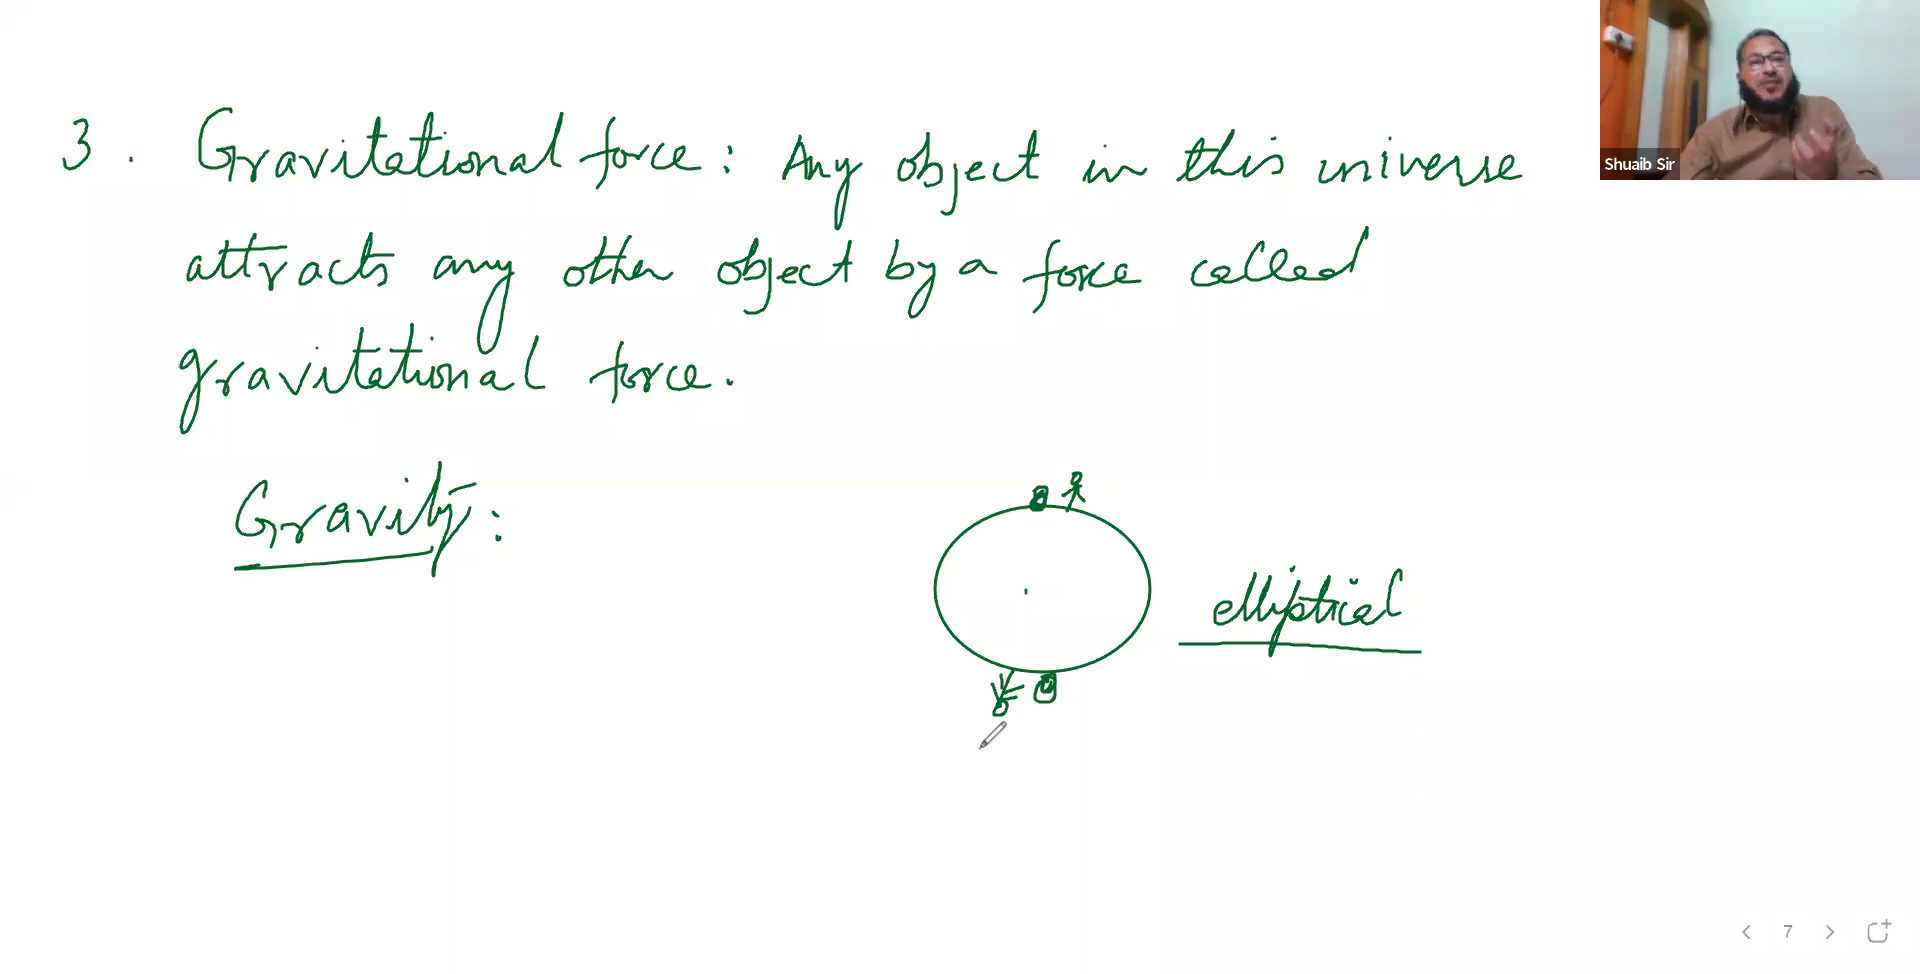 Shuaib Sir
3. Gravitational force: Any object in this universe
attracts any other object by a force called
gravitational force.
Gravity:
elliptical
7